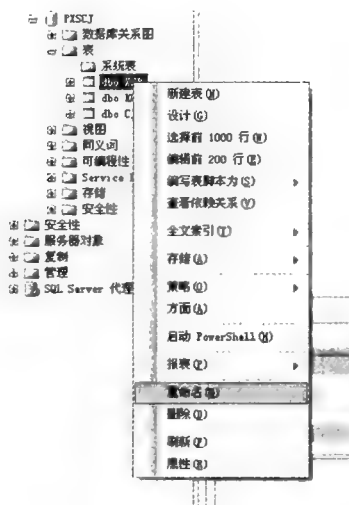 PXSCJ
数据库关系图
表
系统表
dbo
dbo
dbo
视图
同义词
可编程性
Service
存储
安全性
安全性
服务器对象
复制
管理
SQL Server 代理
新建表(N)
设计(G)
选择前 1000 行(W)
编辑前 200 行(E)
编写表脚本为(S)
查看依赖关系(V)
全文索引(T)
存储(A)
策略(O)
方面(A)
启动 PowerShell(H)
报表(P)
重命名(M)
删除(D)
刷新(F)
属性(R)